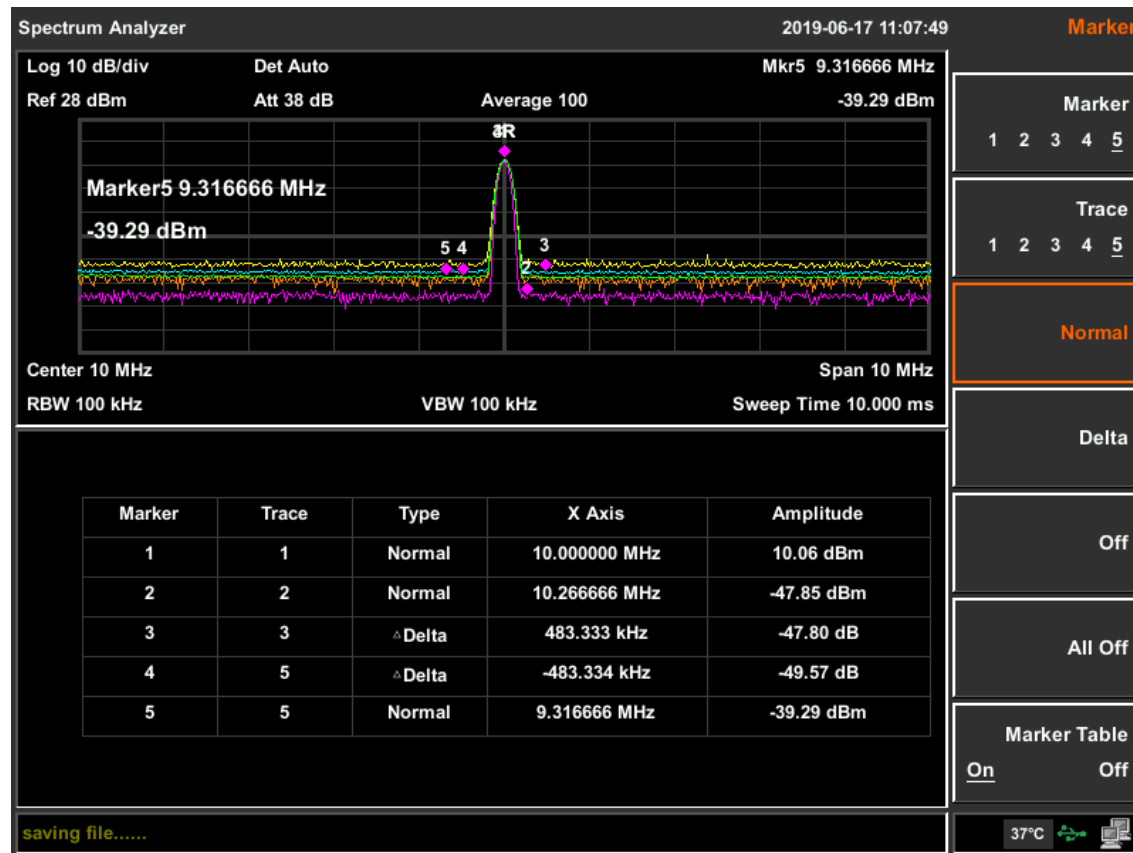 Spectrum Analyzer 2019-06-17 11:07:49 Marker
Log 10 dB/div Det Auto Mkr5 9.316666 MHz
Ref 28 dBm Att 38 dB Average 100 -39.29 dBm
Marker5 9.316666 MHz
-39.29 dBm
5 4 3
2
Center 10 MHz Span 10 MHz
RBW 100 kHz VBW 100 kHz Sweep Time 10.000 ms
Marker Trace Type X Axis Amplitude
1 1 Normal 10.000000 MHz 10.06 dBm
2 2 Normal 10.266666 MHz -47.85 dBm
3 3 △Delta 483.333 kHz -47.80 dB
4 5 △Delta -483.334 kHz -49.57 dB
5 5 Normal 9.316666 MHz -39.29 dBm
saving file......
Marker
1 2 3 4 5
Trace
1 2 3 4 5
Normal
Delta
Off
All Off
Marker Table
On Off
37°C